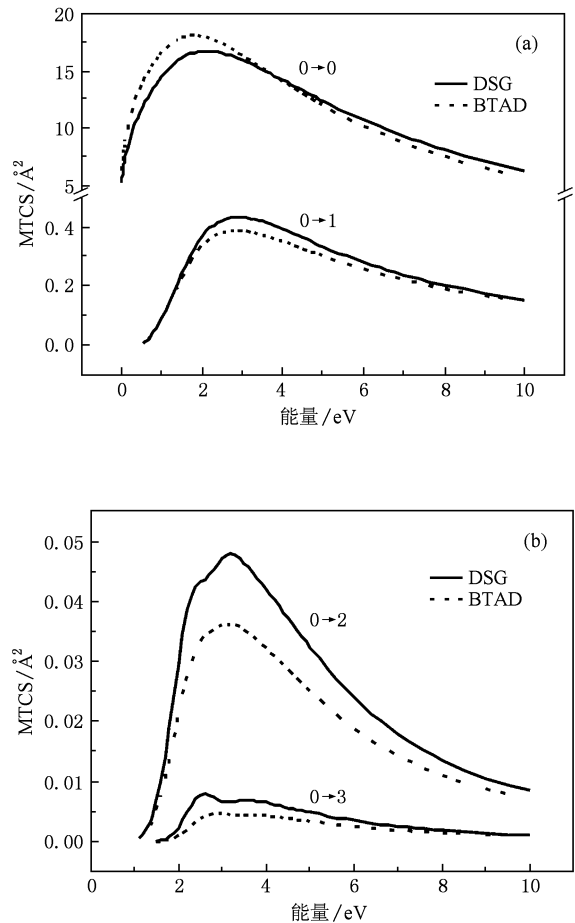 20
(a)
0→0
DSG
BTAD
15
10
5
MTCS/Å²
0→1
0.4
0.2
0.0
0 2 4 6 8 10
能量/eV
0.05
(b)
DSG
BTAD
0.04
0→2
0.03
MTCS/Å²
0.02
0.01
0→3
0.00
0 2 4 6 8 10
能量/eV